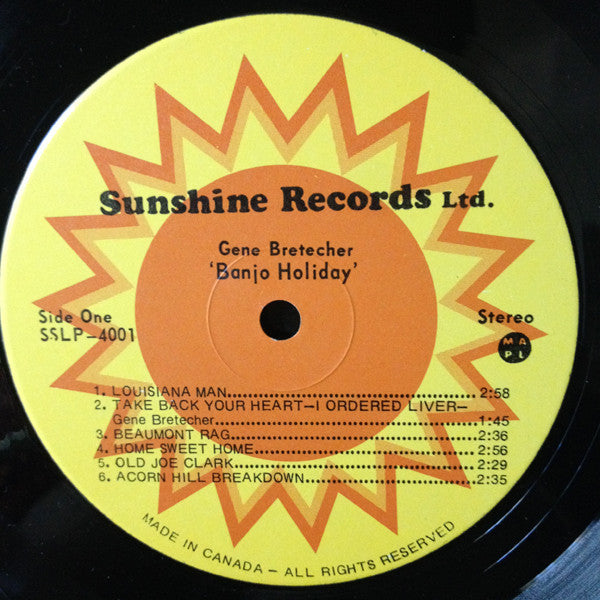 Sunshine Records Ltd.
Gene Bretecher
'Banjo Holiday'
Side One
SSLP-4001
Stereo
M A
P L
1. LOUISIANA MAN........................................2:58
2. TAKE BACK YOUR HEART—I ORDERED LIVER—
Gene Bretecher........................................1:45
3. BEAUMONT RAG........................................2:36
4. HOME SWEET HOME........................................2:56
5. OLD JOE CLARK........................................2:29
6. ACORN HILL BREAKDOWN........................................2:35
MADE IN CANADA — ALL RIGHTS RESERVED